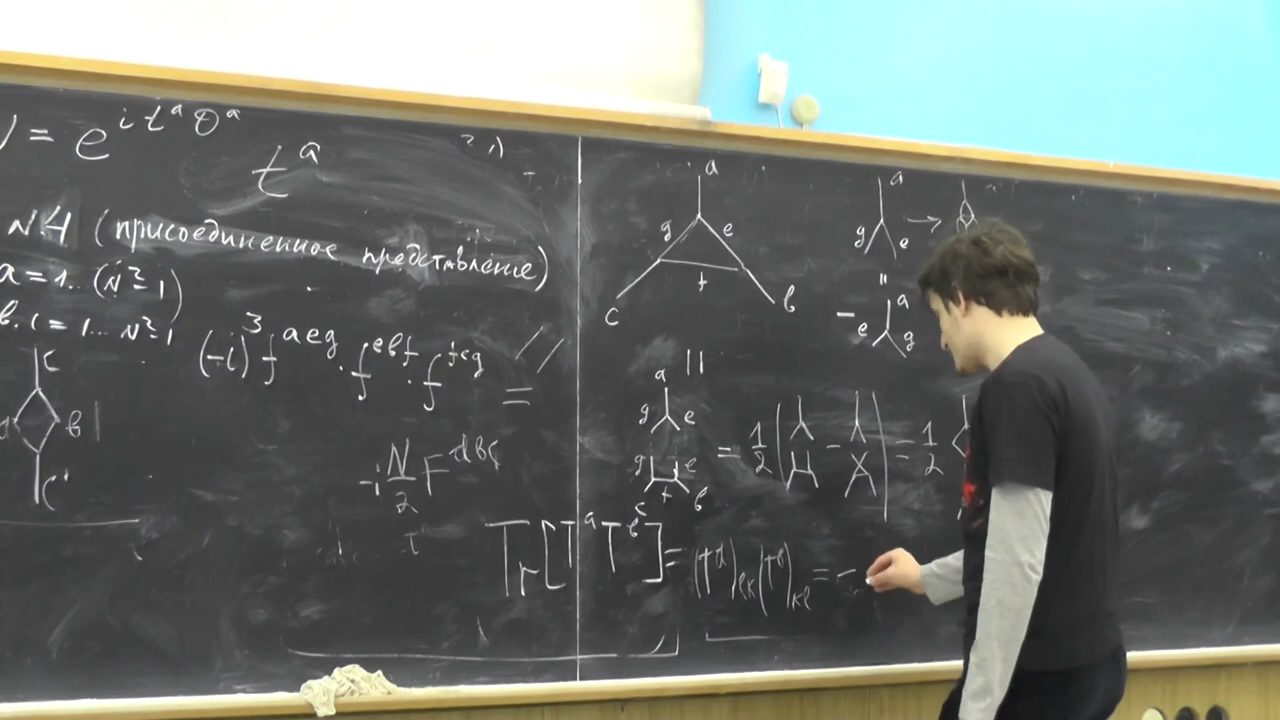 = e^{i t^a θ^a}
t^a
N.4 (присоединенное представление)
a = 1... (N²-1)
b, c = 1... N²-1
(-i)³ f^{aeg} · f^{ebf} · f^{fcg} =
c
b
c'
-i N/2 F^{abc}
Tr[T^a T^b] = (T^a)_{ek} (T^b)_{ke} = -
a
g e
f
c b
a
g e →
=
- a
e g
||
a
g e
g e
f
c b
= 1/2 ( - ) = 1/2